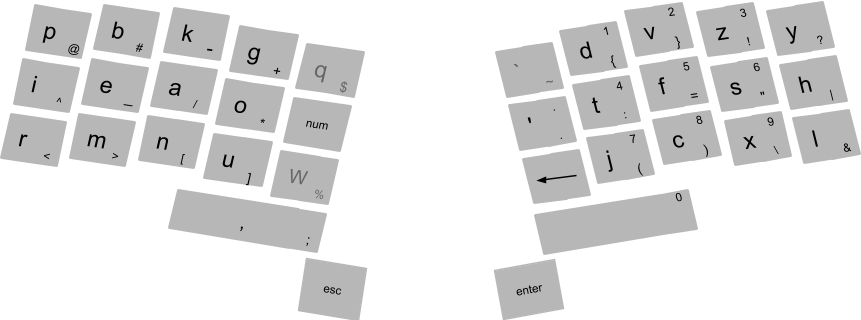 p @ b # k - g + q $ ` ~ d 1 { v 2 } z 3 ! y ?
i ^ e _ a / o * num ' . t 4 : f 5 = s 6 " h |
r < m > n [ u ] w % ← j 7 ( c 8 ) x 9 \ l &
, ; 0
esc enter